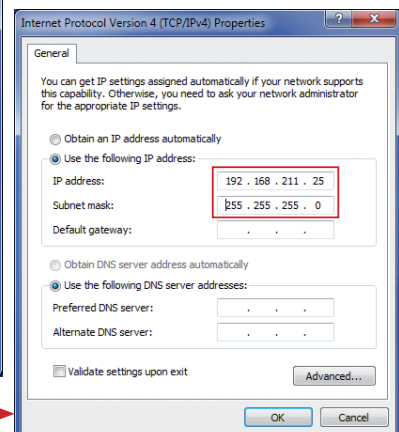 Internet Protocol Version 4 (TCP/IPv4) Properties
General
You can get IP settings assigned automatically if your network supports
this capability. Otherwise, you need to ask your network administrator
for the appropriate IP settings.
Obtain an IP address automatically
Use the following IP address:
IP address: 192 . 168 . 211 . 25
Subnet mask: 255 . 255 . 255 . 0
Default gateway: . . .
Obtain DNS server address automatically
Use the following DNS server addresses:
Preferred DNS server: . . .
Alternate DNS server: . . .
Validate settings upon exit
Advanced...
OK Cancel